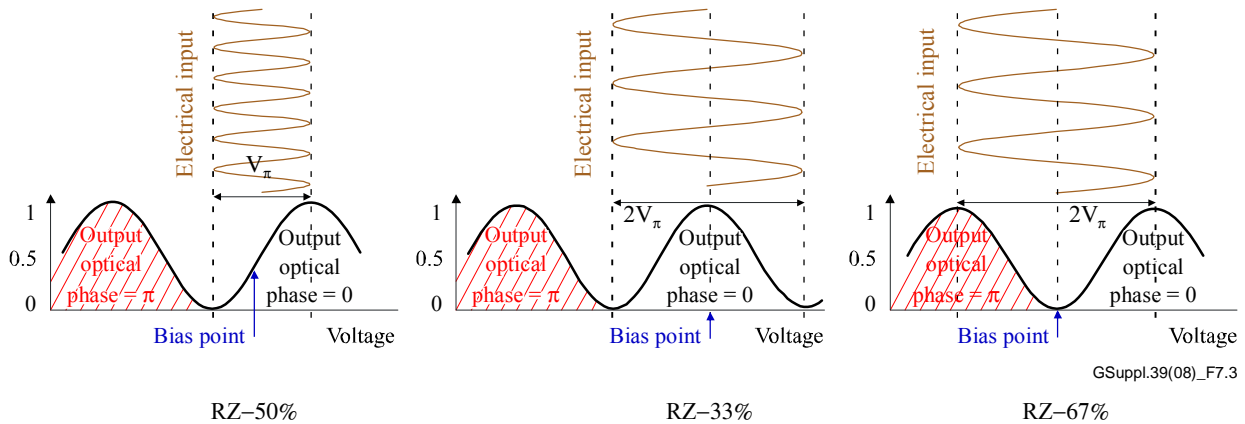 Electrical input
Vπ
1
0.5
0
Output
optical
phase = π
Output
optical
phase = 0
Bias point
Voltage
RZ–50%
Electrical input
2Vπ
1
0.5
0
Output
optical
phase = π
Output
optical
phase = 0
Bias point
Voltage
RZ–33%
Electrical input
2Vπ
1
0.5
0
Output
optical
phase = π
Output
optical
phase = 0
Bias point
Voltage
GSuppl.39(08)_F7.3
RZ–67%